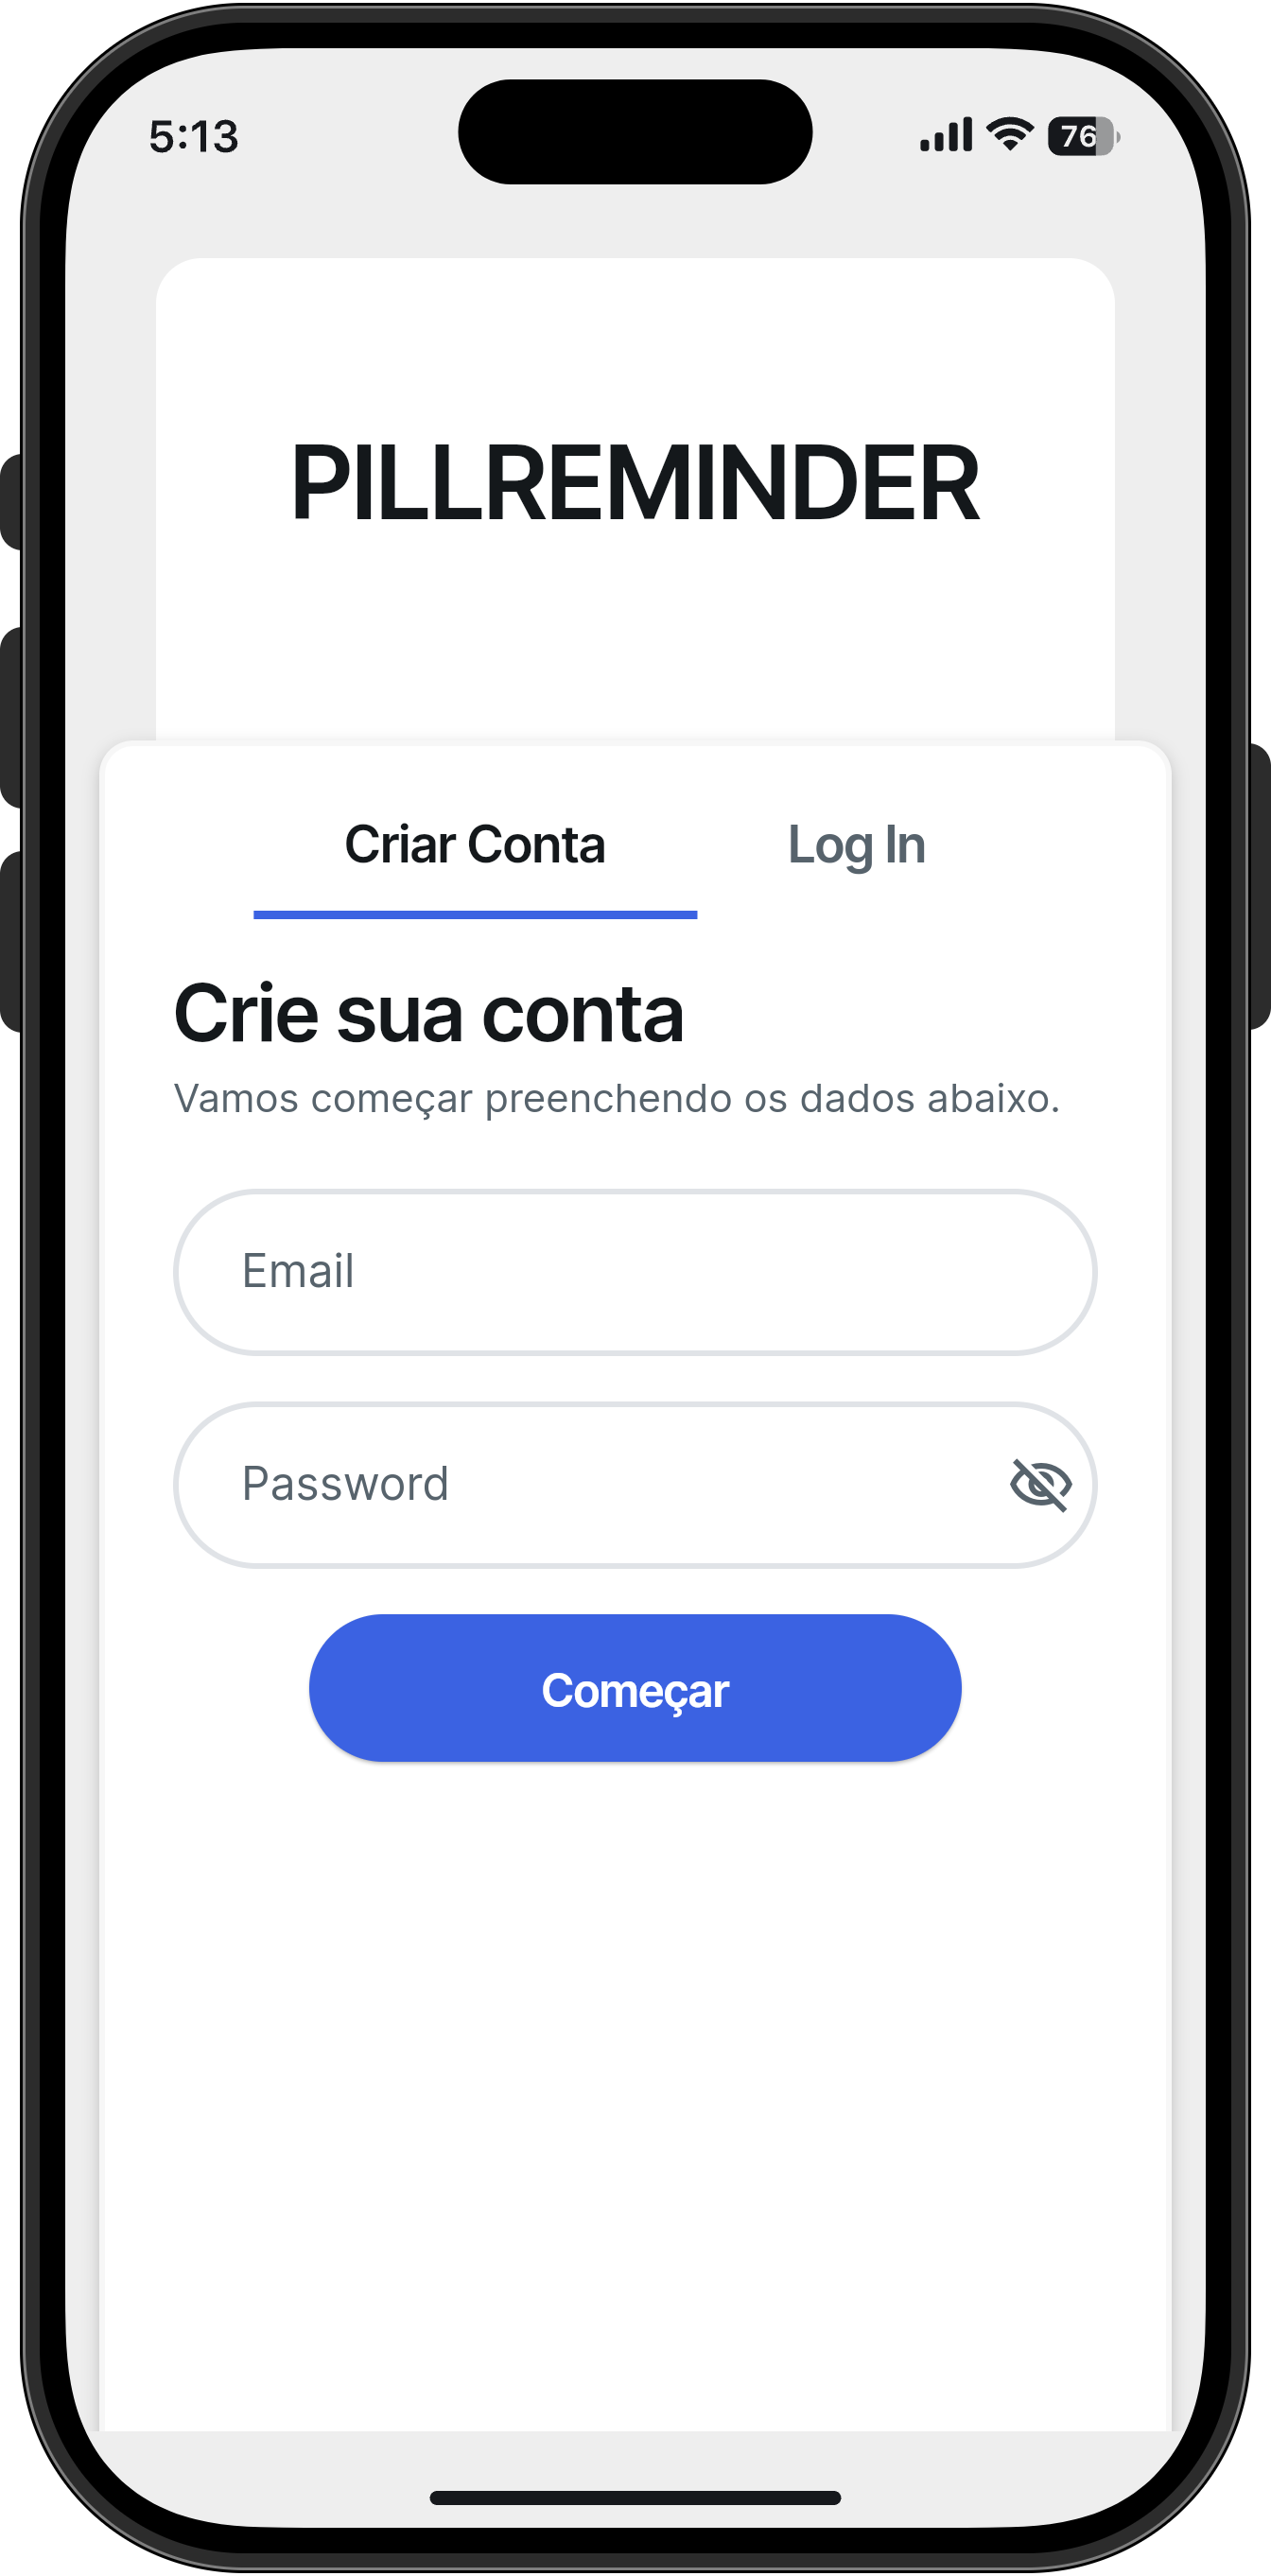 5:13
76
PILLREMINDER
Criar Conta
Log In
Crie sua conta
Vamos começar preenchendo os dados abaixo.
Email
Password
Começar